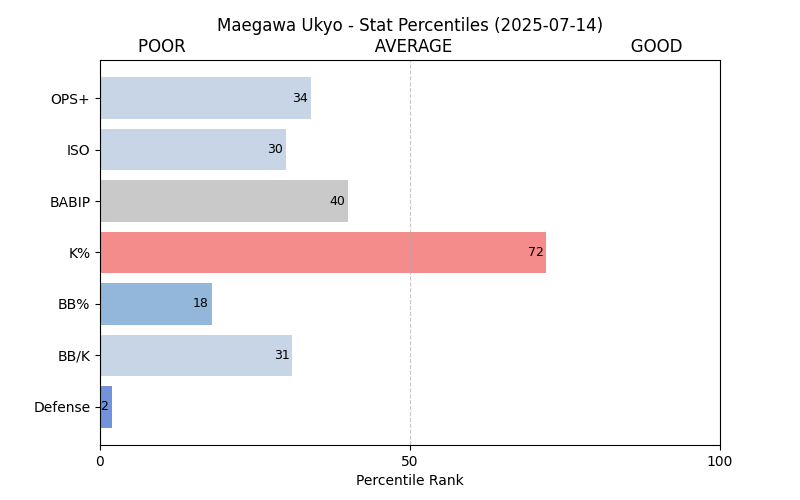 Maegawa Ukyo - Stat Percentiles (2025-07-14)
POOR AVERAGE GOOD
OPS+ 34
ISO 30
BABIP 40
K% 72
BB% 18
BB/K 31
Defense 2
0 50 100
Percentile Rank